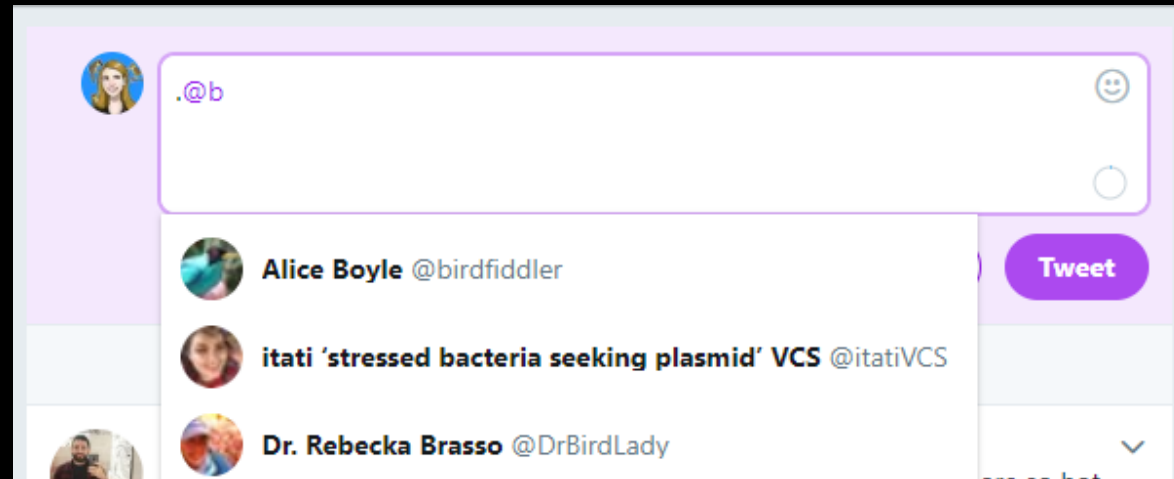 .@b
Tweet
Alice Boyle @birdfiddler
itati ‘stressed bacteria seeking plasmid’ VCS @itatiVCS
Dr. Rebecka Brasso @DrBirdLady